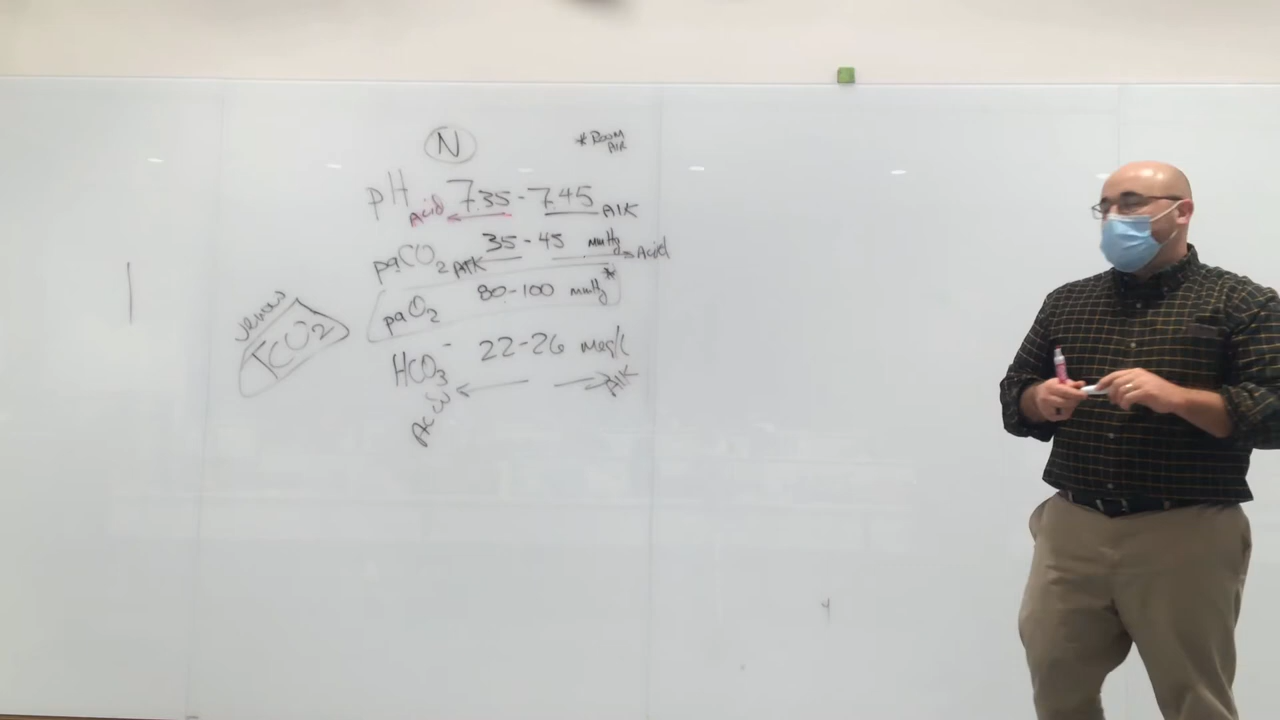 N
* ROOM
AIR
pH 7.35 - 7.45
Acid AlK
paCO2 35 - 45 mmHg
AlK Acid
paO2 80-100 mmHg*
HCO3- 22-26 meq/L
Acid AlK
venous
TCO2